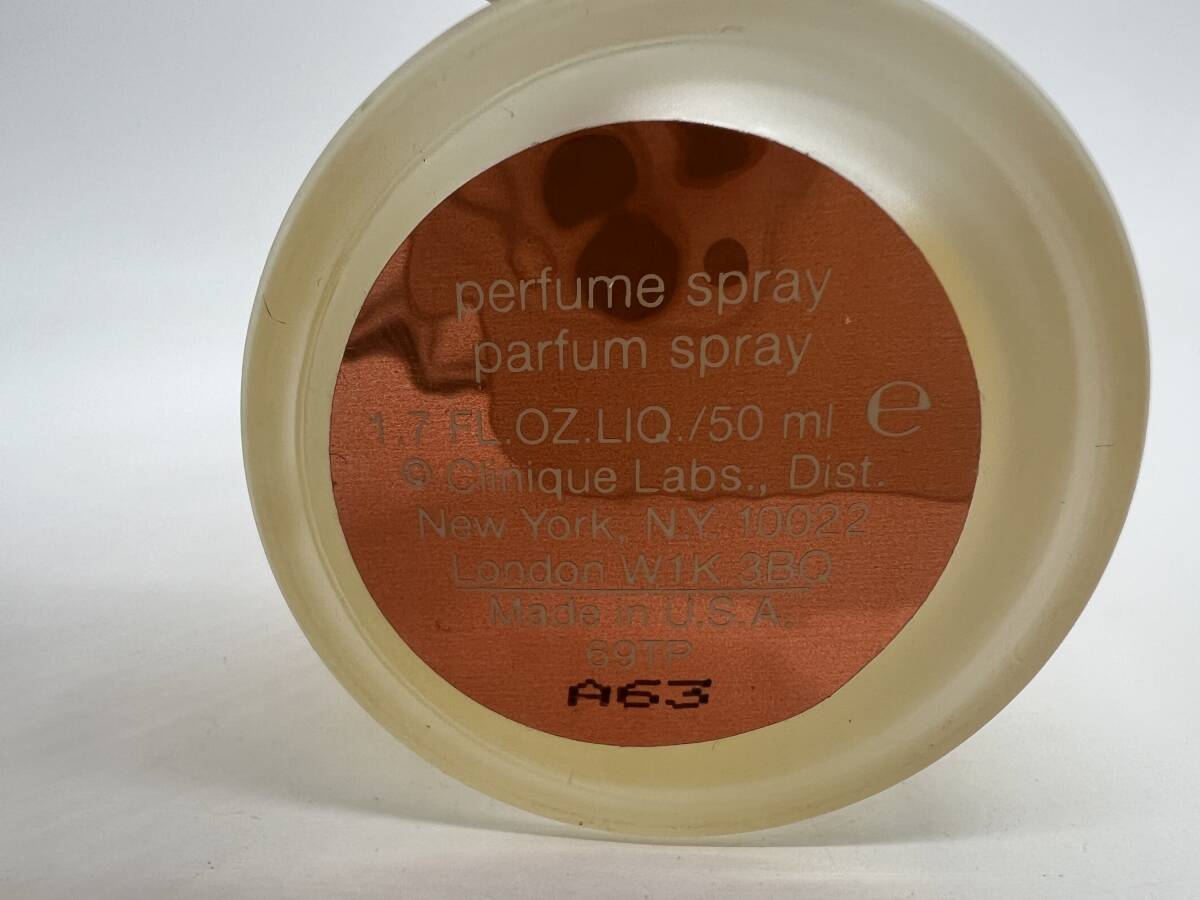 perfume spray
parfum spray
1.7 FL.OZ.LIQ./50 ml ℮
© Clinique Labs., Dist.
New York, N.Y. 10022
London W1K 3BQ
Made in U.S.A.
69TP
A63